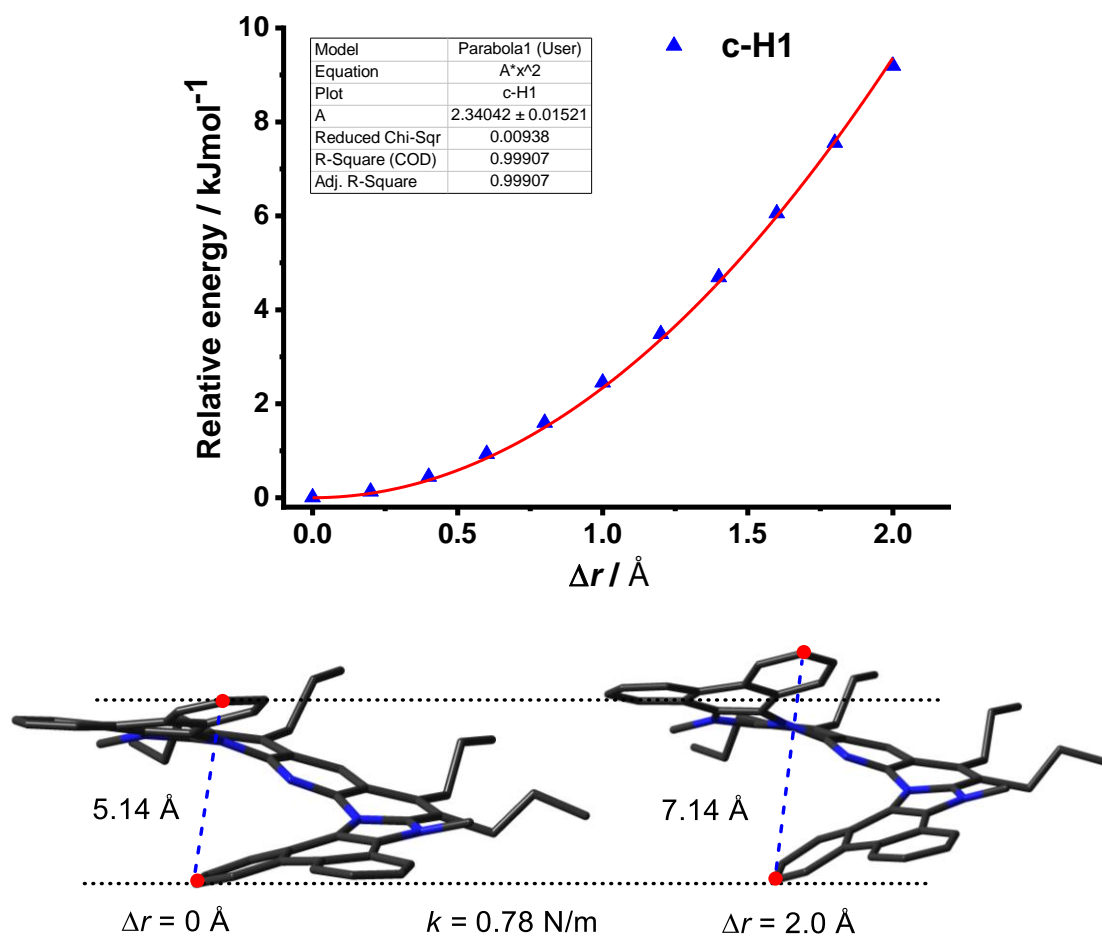 10
8
6
4
2
0
Relative energy / kJmol⁻¹
c-H1
Model Parabola1 (User)
Equation A*x^2
Plot c-H1
A 2.34042 ± 0.01521
Reduced Chi-Sqr 0.00938
R-Square (COD) 0.99907
Adj. R-Square 0.99907
0.0 0.5 1.0 1.5 2.0
Δr / Å
5.14 Å 7.14 Å
Δr = 0 Å k = 0.78 N/m Δr = 2.0 Å